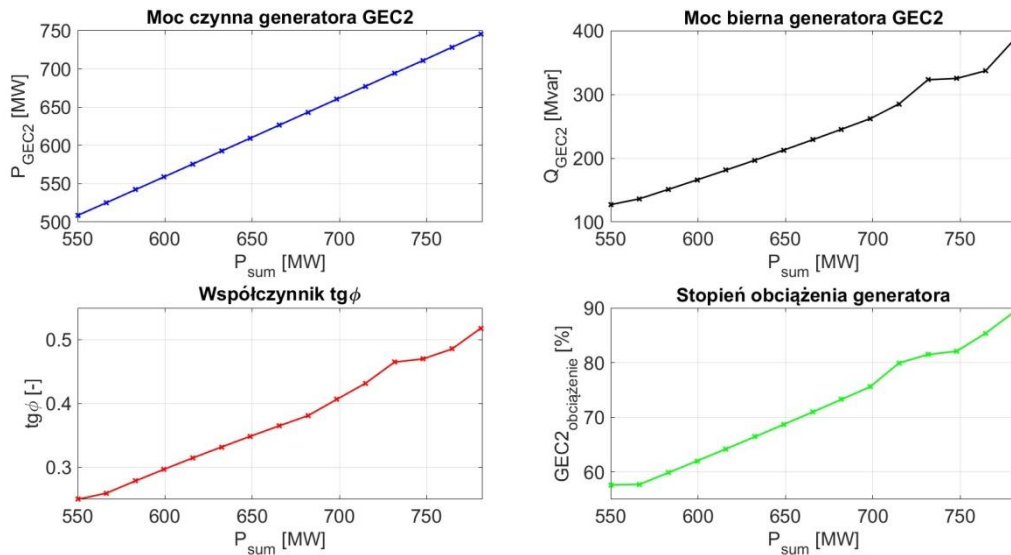 Moc czynna generatora GEC2
750
700
650
600
550
500
P_GEC2 [MW]
550 600 650 700 750
P_sum [MW]
Moc bierna generatora GEC2
400
300
200
100
Q_GEC2 [Mvar]
550 600 650 700 750
P_sum [MW]
Współczynnik tgϕ
0.5
0.4
0.3
tgϕ [-]
550 600 650 700 750
P_sum [MW]
Stopień obciążenia generatora
90
80
70
60
GEC2_obciążenie [%]
550 600 650 700 750
P_sum [MW]